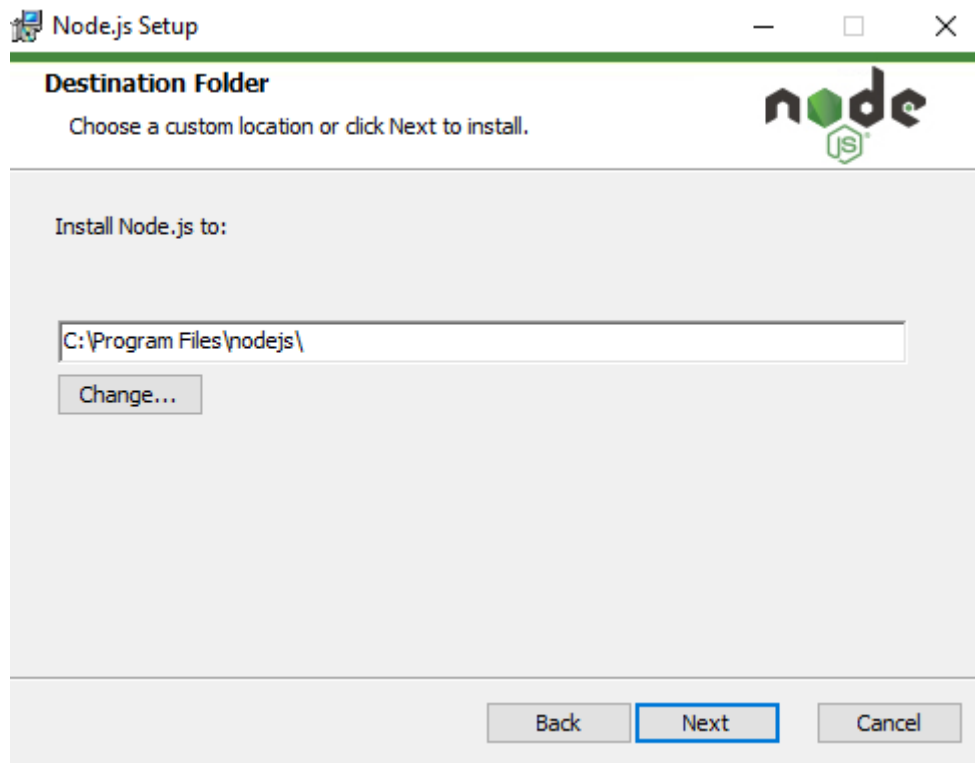 Node.js Setup
Destination Folder
Choose a custom location or click Next to install.
node
JS
Install Node.js to:
C:\Program Files\nodejs\
Change...
Back
Next
Cancel